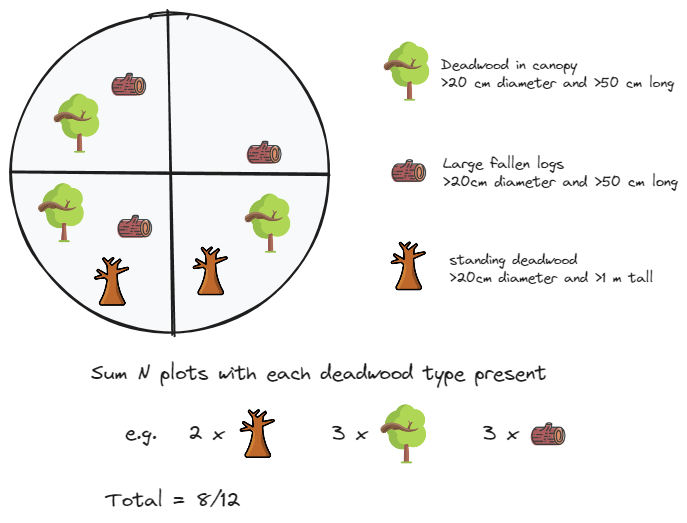 Deadwood in canopy
>20 cm diameter and >50 cm long
Large fallen logs
>20cm diameter and >50 cm long
standing deadwood
>20cm diameter and >1 m tall
Sum N plots with each deadwood type present
e.g. 2 x 3 x 3 x
Total = 8/12